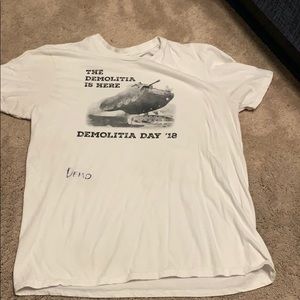 THE
DEMOLITIA
IS HERE
DEMOLITIA DAY '18
DEMO